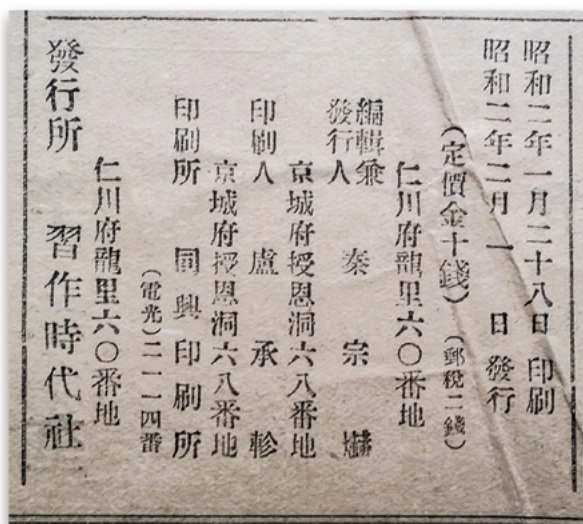 昭和二年一月二十八日 印刷
昭和二年二月 一 日 發行
(定價金十錢) (郵稅二錢)
仁川府龍里六〇番地
編輯兼
發行人 秦 宗 爀
京城府授恩洞六八番地
印刷人 盧 承 軫
京城府授恩洞六八番地
印刷所 同興印刷所
(電光)二一一四番
仁川府龍里六〇番地
發行所 習作時代社